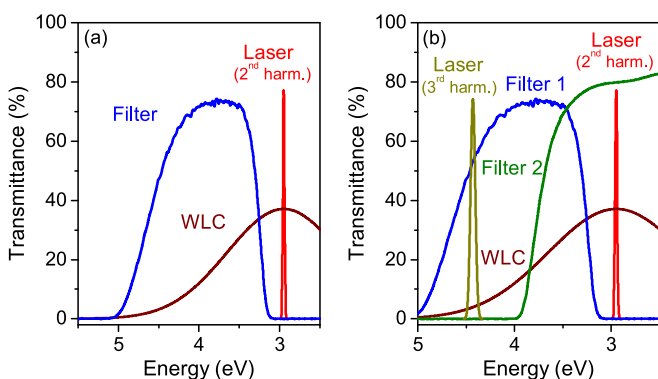 (a)
Laser
(2nd harm.)
Filter
WLC
Transmittance (%)
100
80
60
40
20
0
5
4
3
Energy (eV)
(b)
Laser
(3rd harm.)
Filter 1
Laser
(2nd harm.)
Filter 2
WLC
Transmittance (%)
100
80
60
40
20
0
5
4
3
Energy (eV)